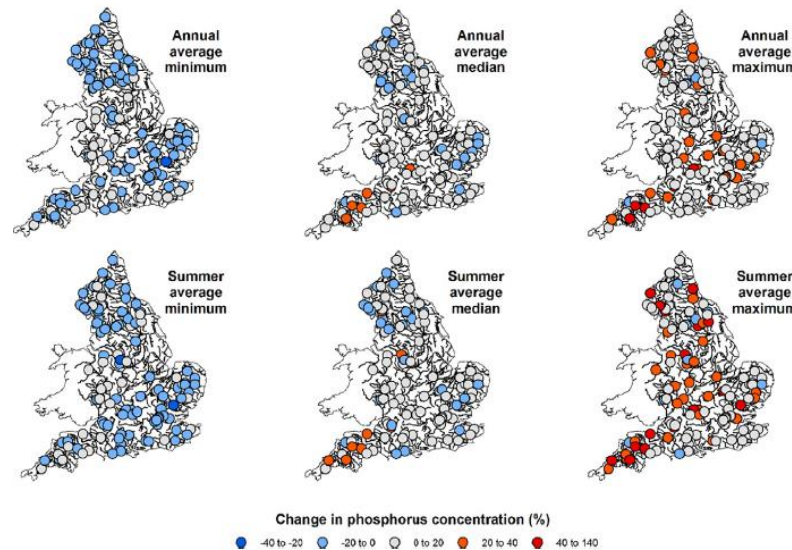 Annual
average
minimum
Annual
average
median
Annual
average
maximum
Summer
average
minimum
Summer
average
median
Summer
average
maximum
Change in phosphorus concentration (%)
-40 to -20 -20 to 0 0 to 20 20 to 40 40 to 140